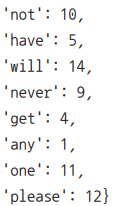 'not': 10,
'have': 5,
'will': 14,
'never': 9,
'get': 4,
'any': 1,
'one': 11,
'please': 12}